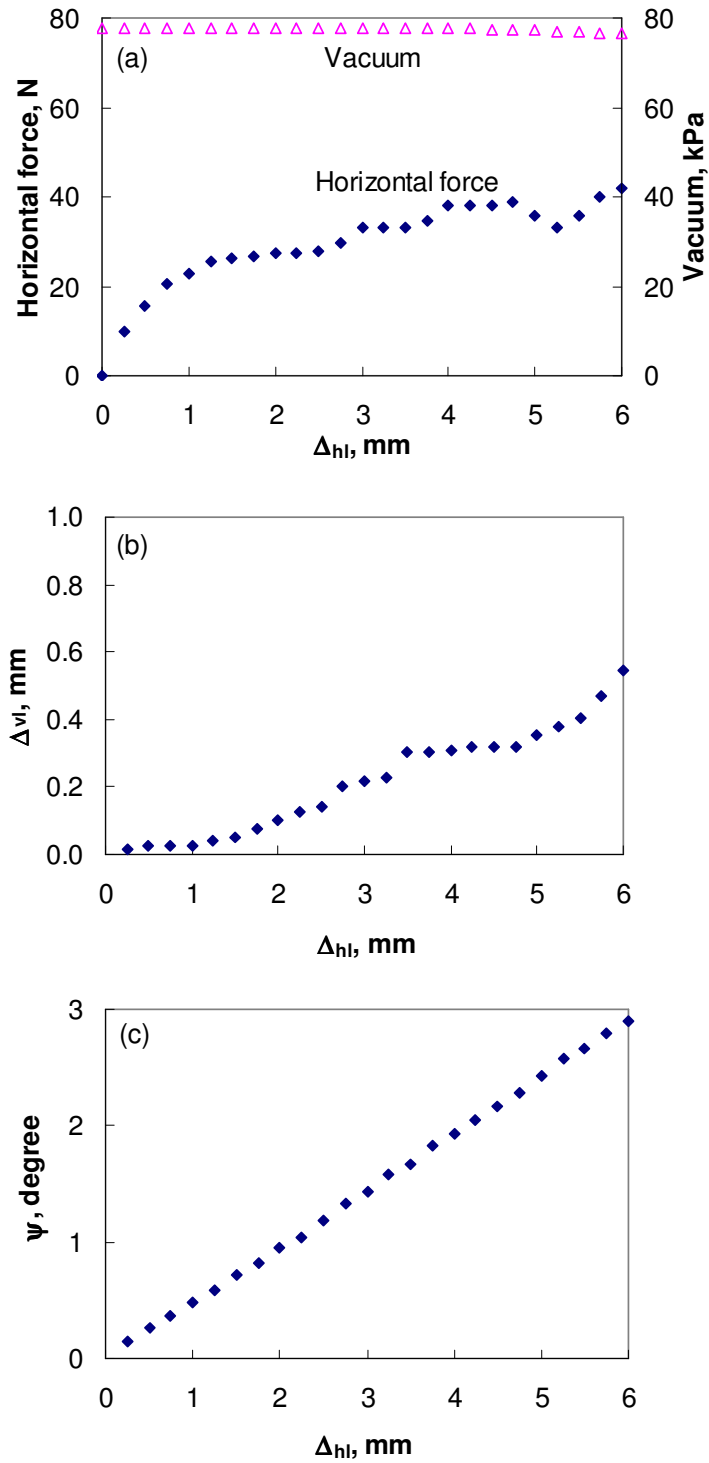 80
60
40
20
0
Horizontal force, N
(a)
Vacuum
Horizontal force
80
60
40
20
0
Vacuum, kPa
0 1 2 3 4 5 6
Δhl, mm
1.0
0.8
0.6
0.4
0.2
0.0
Δvl, mm
(b)
0 1 2 3 4 5 6
Δhl, mm
3
2
1
0
ψ, degree
(c)
0 1 2 3 4 5 6
Δhl, mm